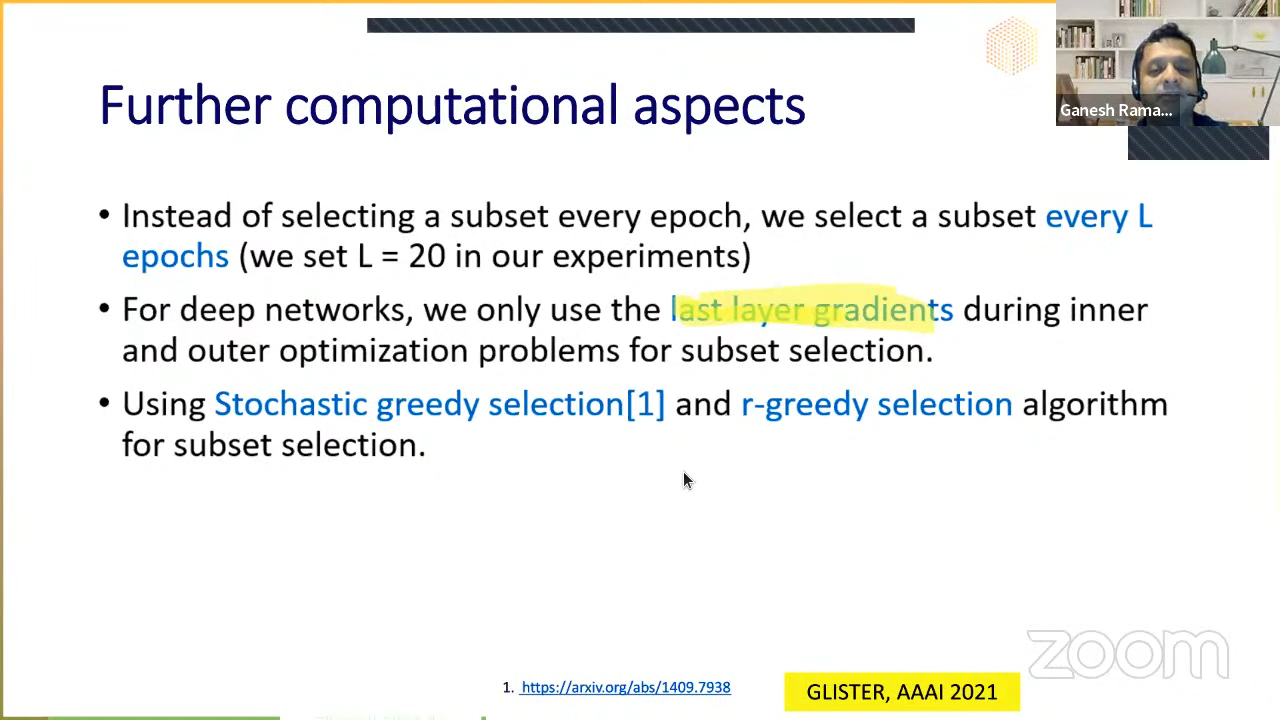 Further computational aspects
Ganesh Rama...
• Instead of selecting a subset every epoch, we select a subset every L
epochs (we set L = 20 in our experiments)
• For deep networks, we only use the last layer gradients during inner
and outer optimization problems for subset selection.
• Using Stochastic greedy selection[1] and r-greedy selection algorithm
for subset selection.
zoom
1. https://arxiv.org/abs/1409.7938
GLISTER, AAAI 2021